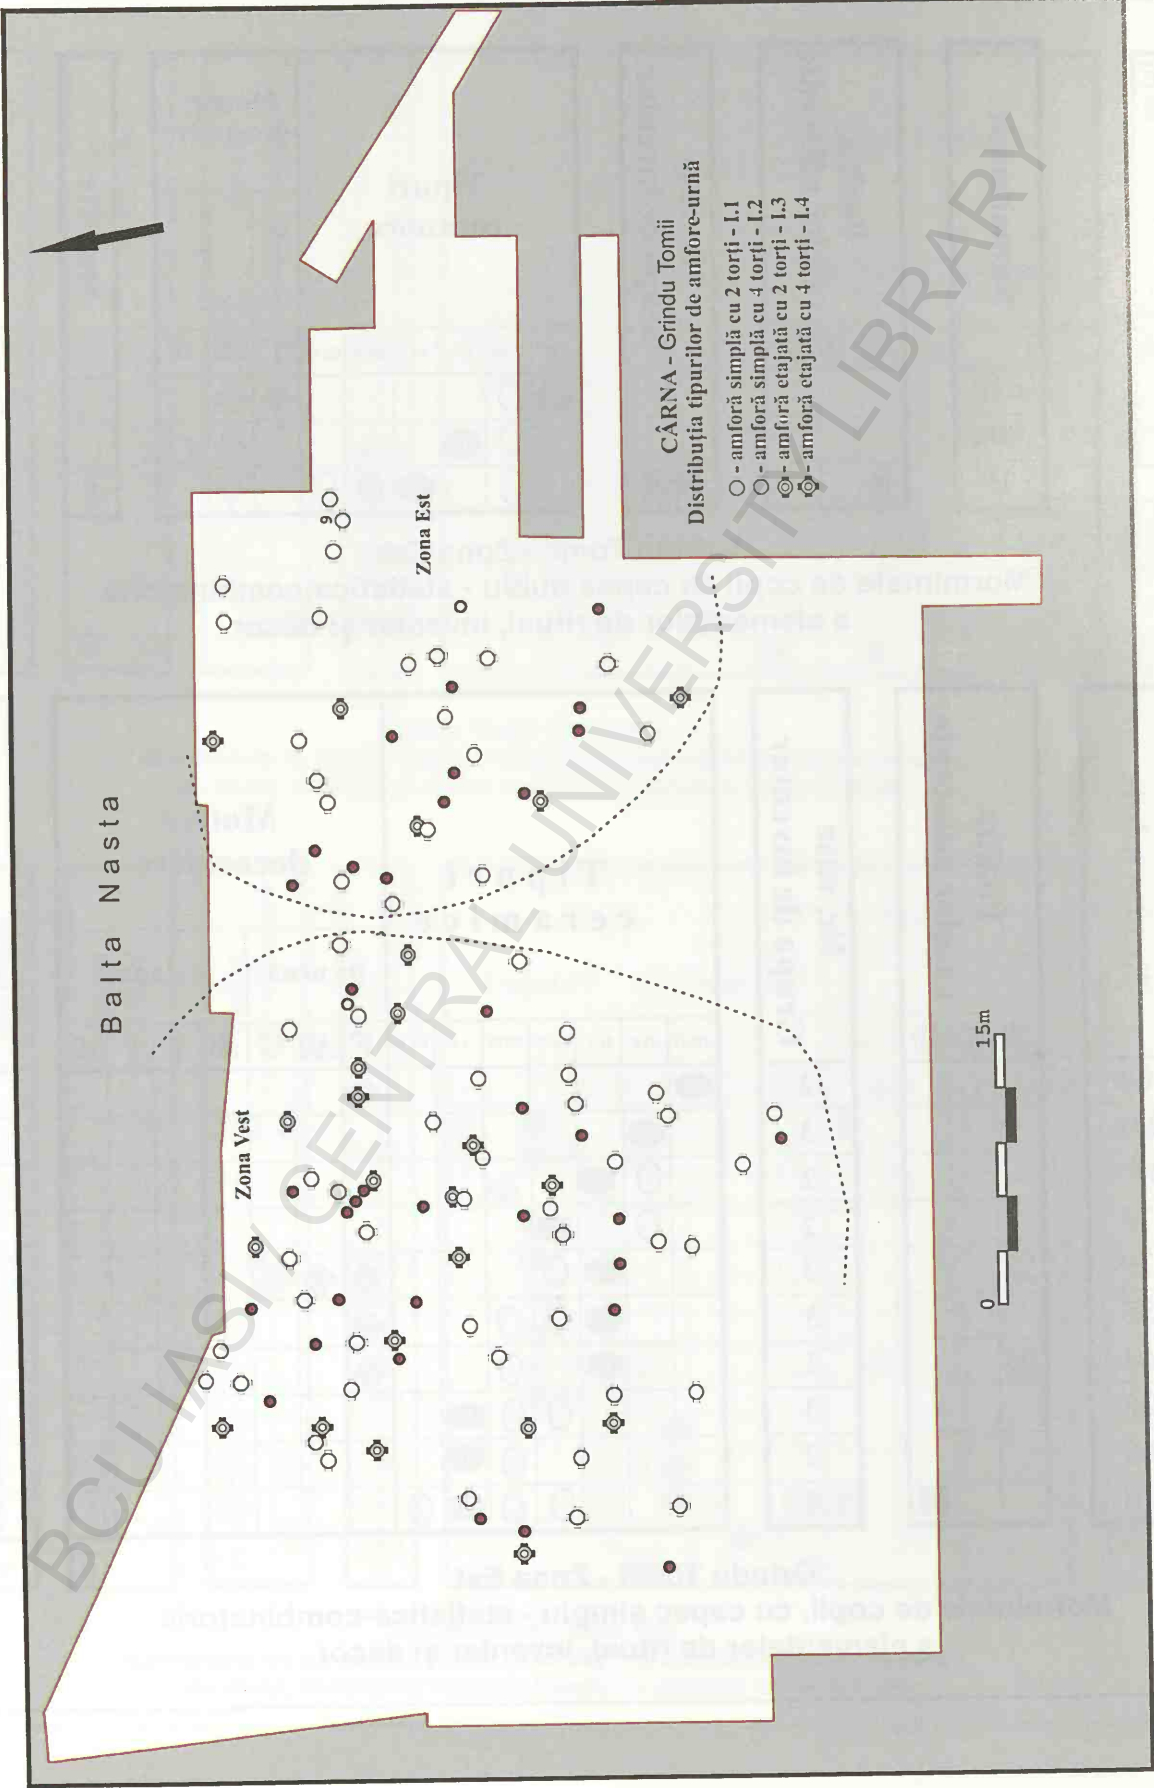 Balta Nasta
Zona Vest
Zona Est
9
CÂRNA - Grindu Tomii
Distribuția tipurilor de amfore-urnă
- amforă simplă cu 2 torți - I.1
- amforă simplă cu 4 torți - I.2
- amforă etajată cu 2 torți - I.3
- amforă etajată cu 4 torți - I.4
0
15m
BCU IASI / CENTRAL UNIVERSITY LIBRARY